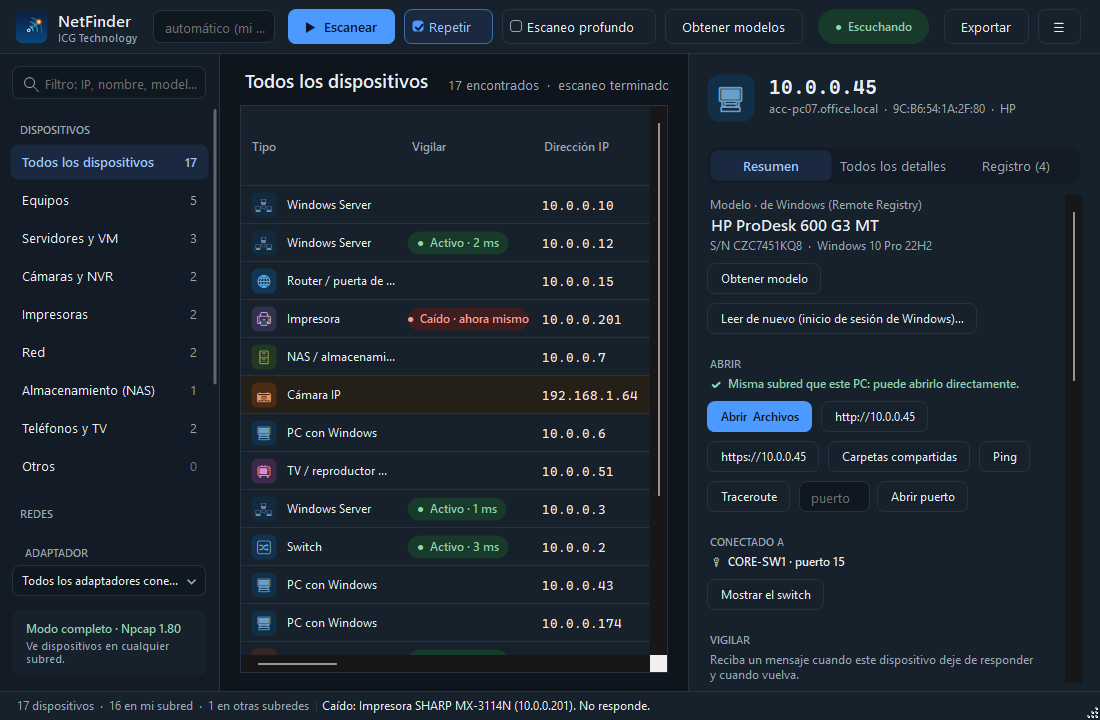 NetFinder
ICG Technology
automático (mi ...
Escanear
Repetir
Escaneo profundo
Obtener modelos
Escuchando
Exportar
Filtro: IP, nombre, model...
DISPOSITIVOS
Todos los dispositivos 17
Equipos 5
Servidores y VM 3
Cámaras y NVR 2
Impresoras 2
Red 2
Almacenamiento (NAS) 1
Teléfonos y TV 2
Otros 0
REDES
ADAPTADOR
Todos los adaptadores cone...
Modo completo · Npcap 1.80
Ve dispositivos en cualquier
subred.
Todos los dispositivos 17 encontrados · escaneo terminado
Tipo Vigilar Dirección IP
Windows Server 10.0.0.10
Windows Server Activo · 2 ms 10.0.0.12
Router / puerta de ... 10.0.0.15
Impresora Caído · ahora mismo 10.0.0.201
NAS / almacenami... 10.0.0.7
Cámara IP 192.168.1.64
PC con Windows 10.0.0.6
TV / reproductor ... 10.0.0.51
Windows Server Activo · 1 ms 10.0.0.3
Switch Activo · 3 ms 10.0.0.2
PC con Windows 10.0.0.43
PC con Windows 10.0.0.174
10.0.0.45
acc-pc07.office.local · 9C:B6:54:1A:2F:80 · HP
Resumen
Todos los detalles
Registro (4)
Modelo · de Windows (Remote Registry)
HP ProDesk 600 G3 MT
S/N CZC7451KQ8 · Windows 10 Pro 22H2
Obtener modelo
Leer de nuevo (inicio de sesión de Windows)...
ABRIR
Misma subred que este PC: puede abrirlo directamente.
Abrir Archivos
http://10.0.0.45
https://10.0.0.45
Carpetas compartidas
Ping
Traceroute
puerto
Abrir puerto
CONECTADO A
CORE-SW1 · puerto 15
Mostrar el switch
VIGILAR
Reciba un mensaje cuando este dispositivo deje de responder
y cuando vuelva.
17 dispositivos · 16 en mi subred · 1 en otras subredes Caído: Impresora SHARP MX-3114N (10.0.0.201). No responde.